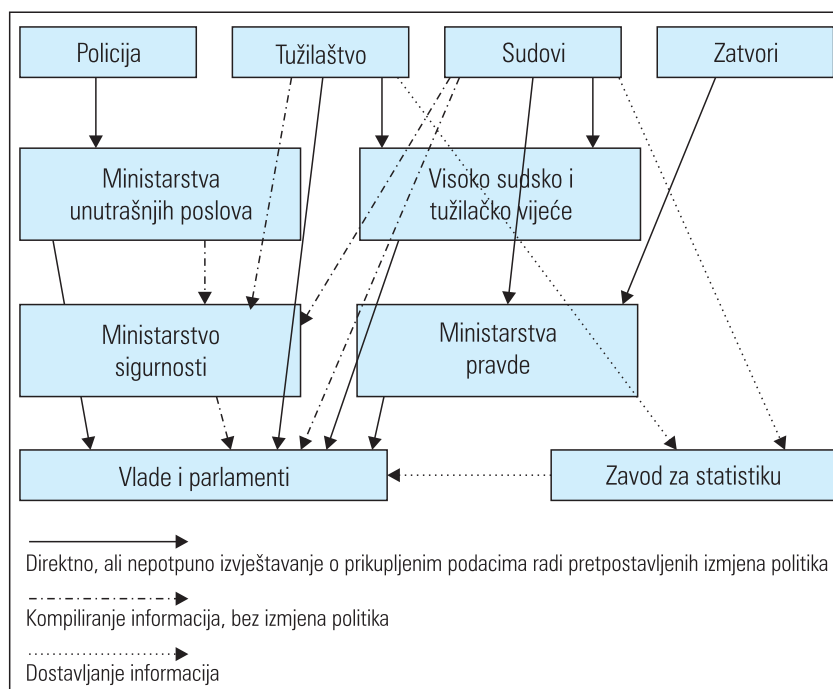 Policija
Tužilaštvo
Sudovi
Zatvori
Ministarstva
unutrašnjih poslova
Visoko sudsko i
tužilačko vijeće
Ministarstvo
sigurnosti
Ministarstva
pravde
Vlade i parlamenti
Zavod za statistiku
Direktno, ali nepotpuno izvještavanje o prikupljenim podacima radi pretpostavljenih izmjena politika
Kompiliranje informacija, bez izmjena politika
Dostavljanje informacija